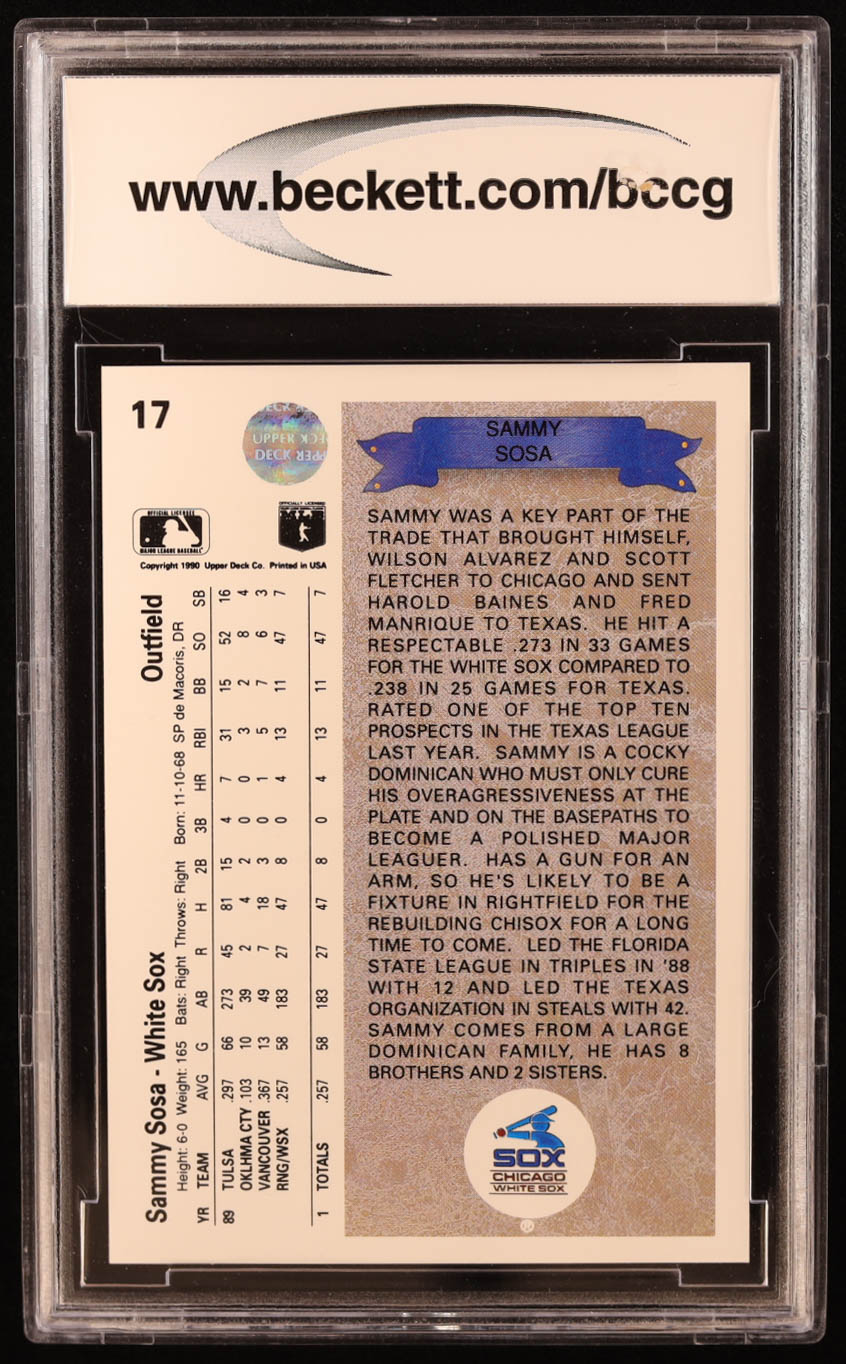 www.beckett.com/bccg
17
UPPER DECK
DECK UPPER
OFFICIAL LICENSEE
MAJOR LEAGUE BASEBALL
OFFICIALLY LICENSED
Copyright 1990 Upper Deck Co. Printed in USA
Sammy Sosa - White Sox Outfield
Height: 6-0 Weight: 165 Bats: Right Throws: Right Born: 11-10-68 SP de Macoris, DR
YR TEAM AVG G AB R H 2B 3B HR RBI BB SO SB
89 TULSA .297 66 273 45 81 15 4 7 31 15 52 16
OKLHMA CTY .103 10 39 2 4 2 0 0 3 2 8 4
VANCOUVER .367 13 49 7 18 3 0 1 5 7 6 3
RNG/WSX .257 58 183 27 47 8 0 4 13 11 47 7
1 TOTALS .257 58 183 27 47 8 0 4 13 11 47 7
SAMMY
SOSA
SAMMY WAS A KEY PART OF THE
TRADE THAT BROUGHT HIMSELF,
WILSON ALVAREZ AND SCOTT
FLETCHER TO CHICAGO AND SENT
HAROLD BAINES AND FRED
MANRIQUE TO TEXAS. HE HIT A
RESPECTABLE .273 IN 33 GAMES
FOR THE WHITE SOX COMPARED TO
.238 IN 25 GAMES FOR TEXAS.
RATED ONE OF THE TOP TEN
PROSPECTS IN THE TEXAS LEAGUE
LAST YEAR. SAMMY IS A COCKY
DOMINICAN WHO MUST ONLY CURE
HIS OVERAGRESSIVENESS AT THE
PLATE AND ON THE BASEPATHS TO
BECOME A POLISHED MAJOR
LEAGUER. HAS A GUN FOR AN
ARM, SO HE'S LIKELY TO BE A
FIXTURE IN RIGHTFIELD FOR THE
REBUILDING CHISOX FOR A LONG
TIME TO COME. LED THE FLORIDA
STATE LEAGUE IN TRIPLES IN '88
WITH 12 AND LED THE TEXAS
ORGANIZATION IN STEALS WITH 42.
SAMMY COMES FROM A LARGE
DOMINICAN FAMILY, HE HAS 8
BROTHERS AND 2 SISTERS.
SOX
CHICAGO
WHITE SOX